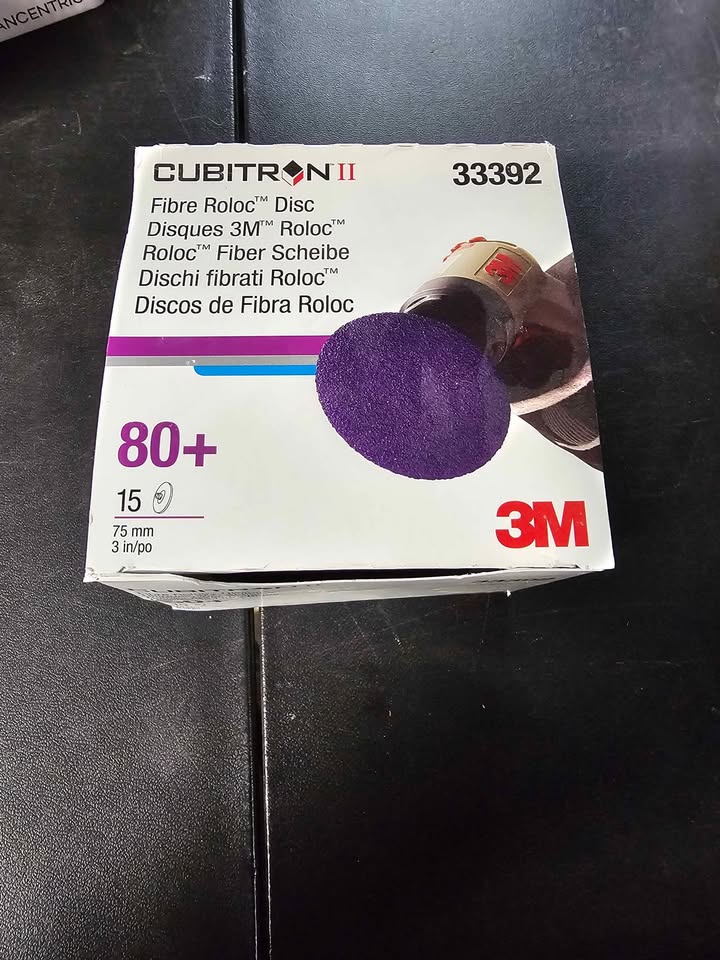 CUBITRON™ II
33392
Fibre Roloc™ Disc
Disques 3M™ Roloc™
Roloc™ Fiber Scheibe
Dischi fibrati Roloc™
Discos de Fibra Roloc
3M
80+
15
75 mm
3 in/po
3M